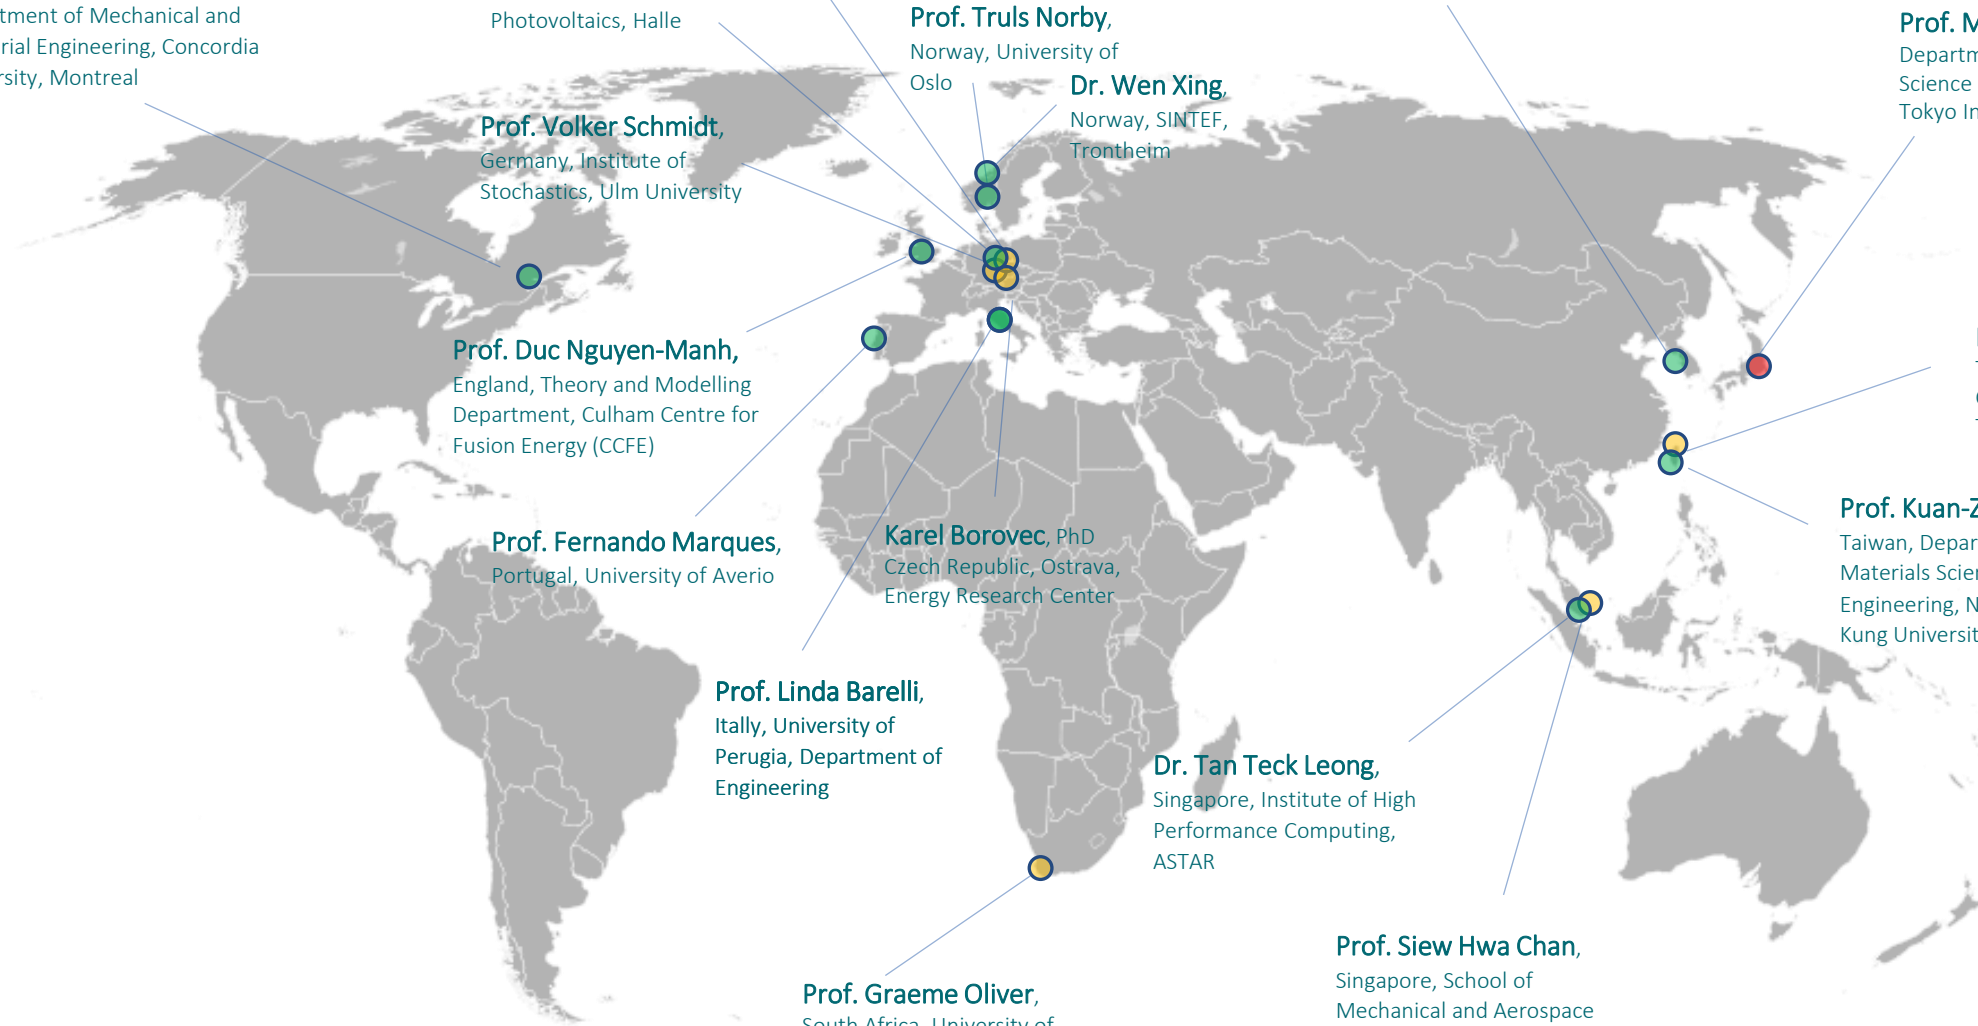 tment of Mechanical and
rial Engineering, Concordia
rsity, Montreal
Photovoltaics, Halle
Prof. Truls Norby,
Norway, University of
Oslo
Dr. Wen Xing,
Norway, SINTEF,
Trontheim
Prof. M
Departm
Science
Tokyo In
Prof. Volker Schmidt,
Germany, Institute of
Stochastics, Ulm University
Prof. Duc Nguyen-Manh,
England, Theory and Modelling
Department, Culham Centre for
Fusion Energy (CCFE)
Prof. Fernando Marques,
Portugal, University of Averio
Karel Borovec, PhD
Czech Republic, Ostrava,
Energy Research Center
Prof. Kuan-Z
Taiwan, Depar
Materials Scien
Engineering, N
Kung Universit
Prof. Linda Barelli,
Itally, University of
Perugia, Department of
Engineering
Dr. Tan Teck Leong,
Singapore, Institute of High
Performance Computing,
ASTAR
Prof. Siew Hwa Chan,
Singapore, School of
Mechanical and Aerospace
Prof. Graeme Oliver,
South Africa, University of